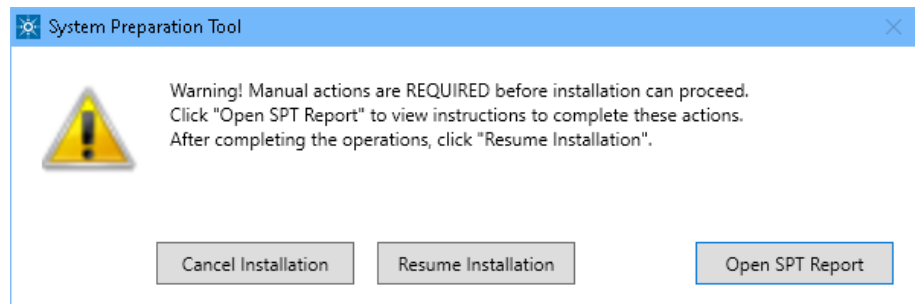 System Preparation Tool
Warning! Manual actions are REQUIRED before installation can proceed.
Click "Open SPT Report" to view instructions to complete these actions.
After completing the operations, click "Resume Installation".
Cancel Installation
Resume Installation
Open SPT Report